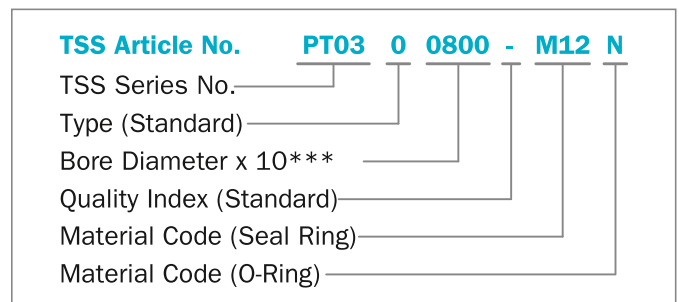 TSS Article No. PT03 0 0800 - M12 N
TSS Series No.
Type (Standard)
Bore Diameter x 10***
Quality Index (Standard)
Material Code (Seal Ring)
Material Code (O-Ring)